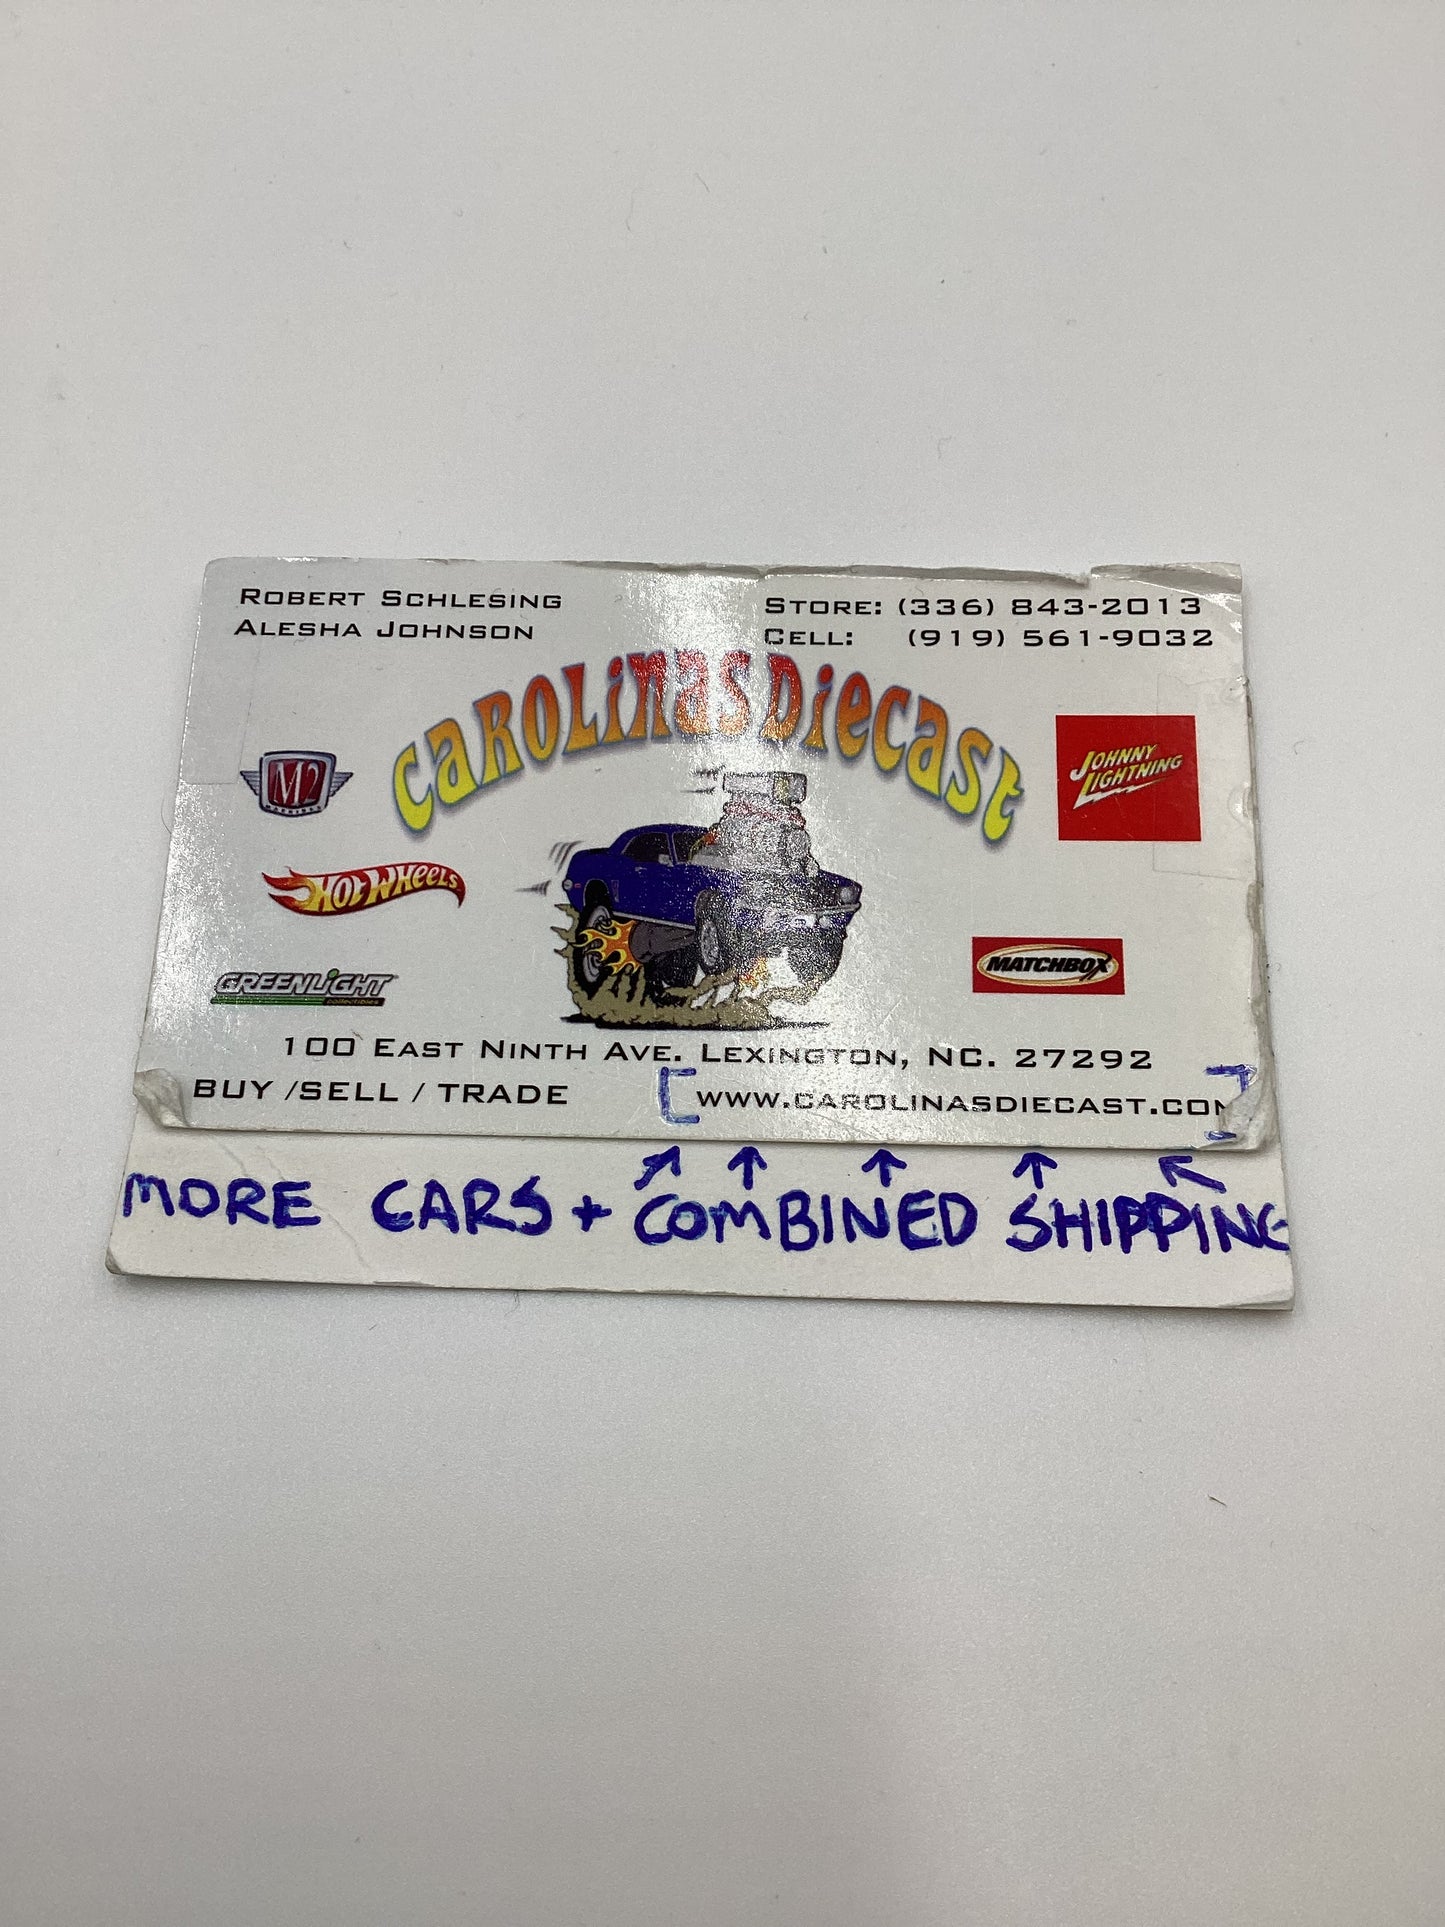 ROBERT SCHLESING
ALESHA JOHNSON
STORE: (336) 843-2013
CELL: (919) 561-9032
CAROLINAS DIECAST
M2
MACHINES
JOHNNY
LIGHTNING
HOT WHEELS
GREENLIGHT
collectibles
MATCHBOX
100 EAST NINTH AVE. LEXINGTON, NC. 27292
BUY /SELL / TRADE [WWW.CAROLINASDIECAST.COM]
↗ ↑ ↑ ↑ ↖
MORE CARS + COMBINED SHIPPING